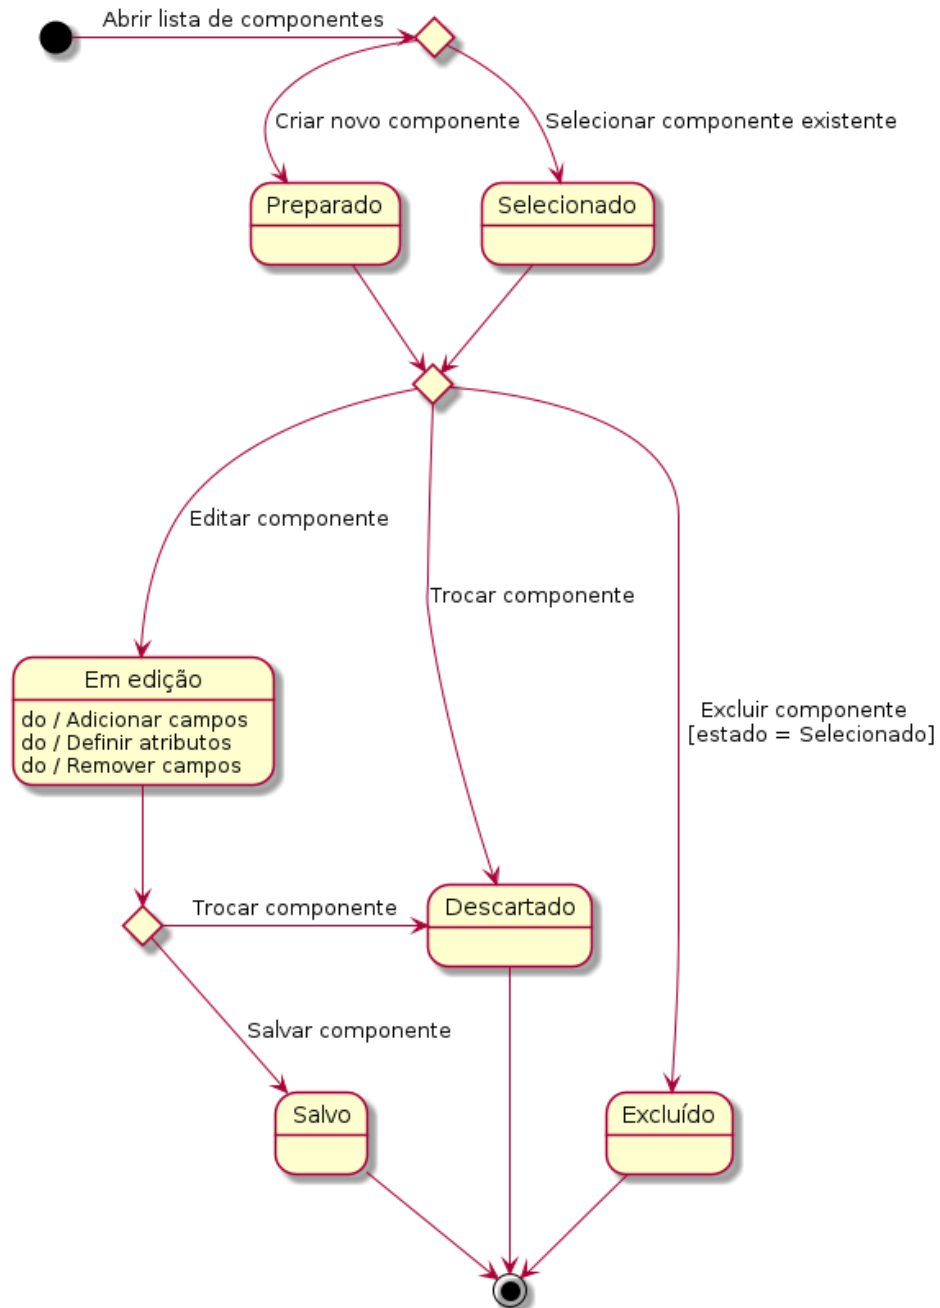 Abrir lista de componentes
Criar novo componente
Selecionar componente existente
Preparado
Selecionado
Editar componente
Trocar componente
Em edição
do / Adicionar campos
do / Definir atributos
do / Remover campos
Excluir componente
[estado = Selecionado]
Trocar componente
Descartado
Salvar componente
Salvo
Excluído